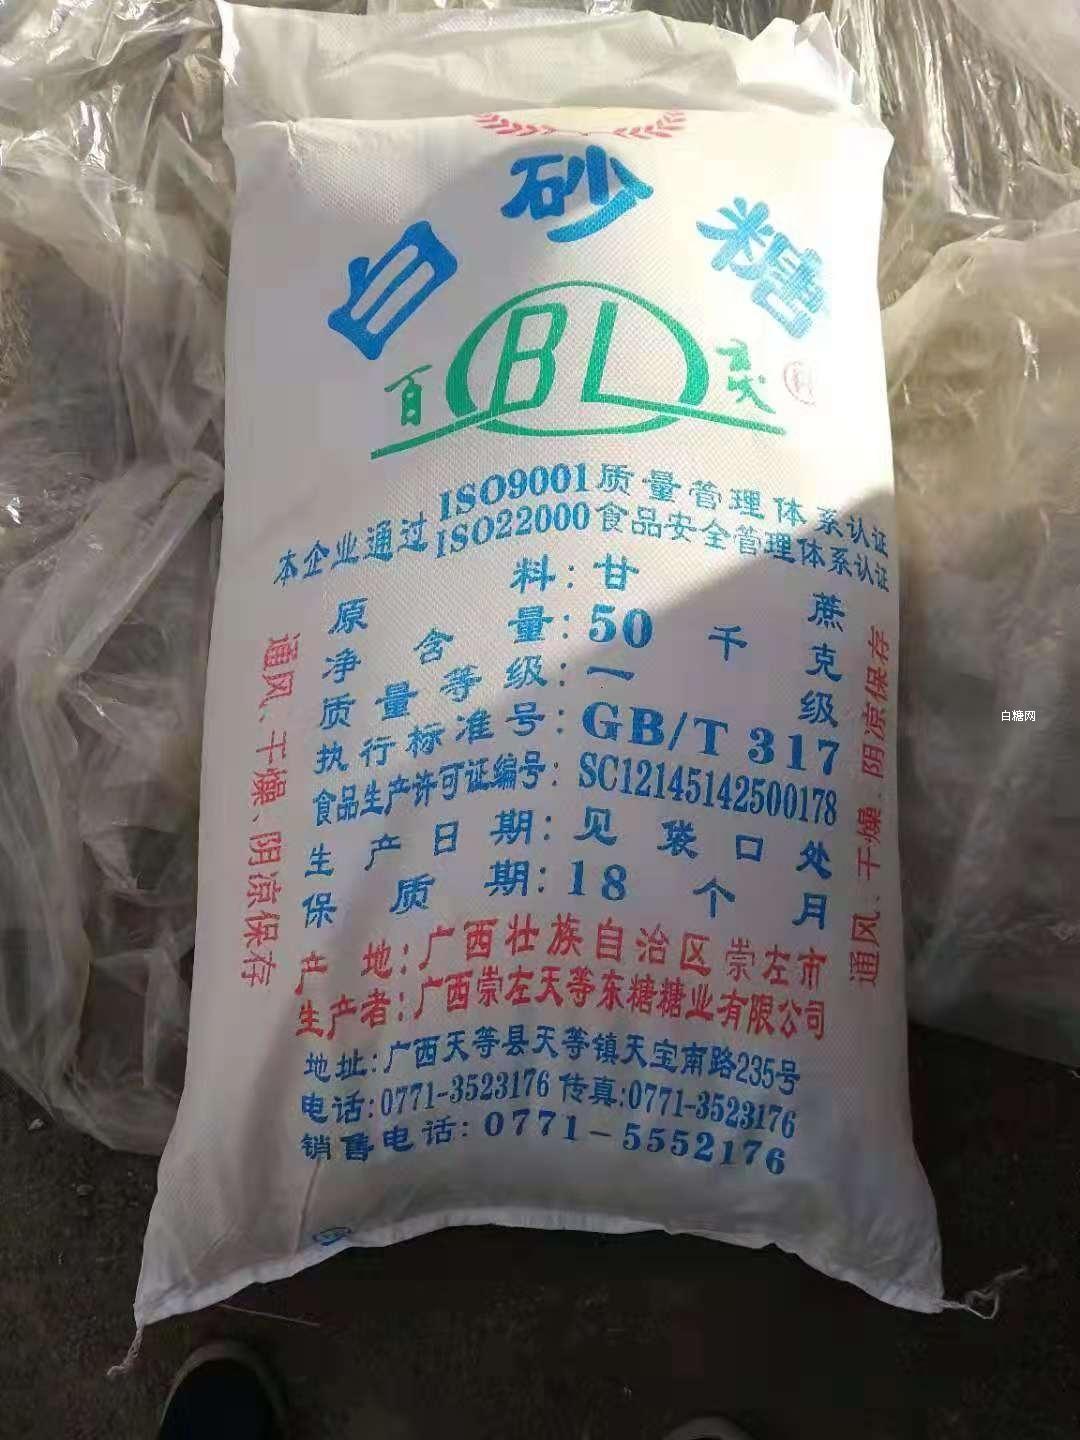 白砂糖
百 BL 灵
本企业通过ISO9001质量管理体系认证
ISO22000食品安全管理体系认证
原料:甘蔗
净含量:50千克
质量等级:一级
执行标准号:GB/T 317
食品生产许可证编号:SC12145142500178
生产日期:见袋口处
保质期:18个月
产地:广西壮族自治区崇左市
生产者:广西崇左天等东糖糖业有限公司
地址:广西天等县天等镇天宝南路235号
电话:0771-3523176 传真:0771-3523176
销售电话:0771-5552176
通风、干燥、阴凉保存
通风、干燥、阴凉保存
白糖网